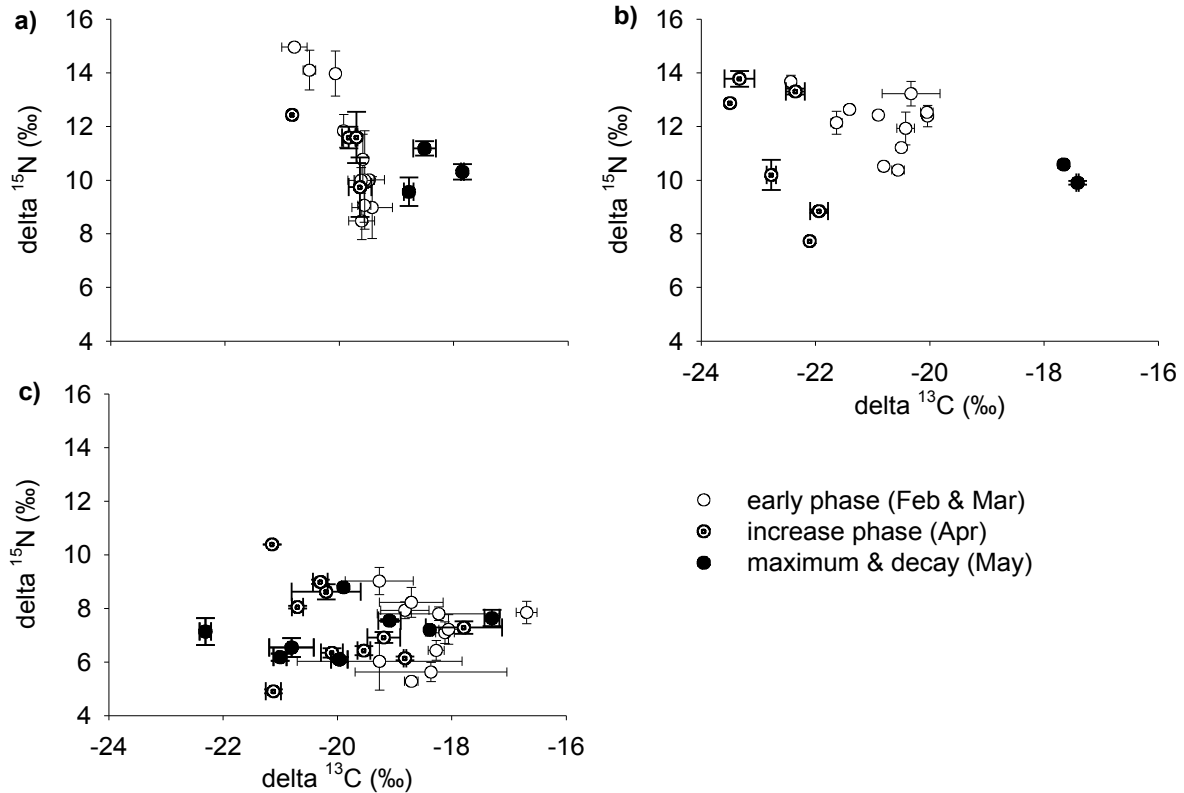 a)
16
14
12
10
8
6
4
delta ¹⁵N (‰)
b)
16
14
12
10
8
6
4
delta ¹⁵N (‰)
-24 -22 -20 -18 -16
delta ¹³C (‰)
c)
16
14
12
10
8
6
4
delta ¹⁵N (‰)
-24 -22 -20 -18 -16
delta ¹³C (‰)
early phase (Feb & Mar)
increase phase (Apr)
maximum & decay (May)